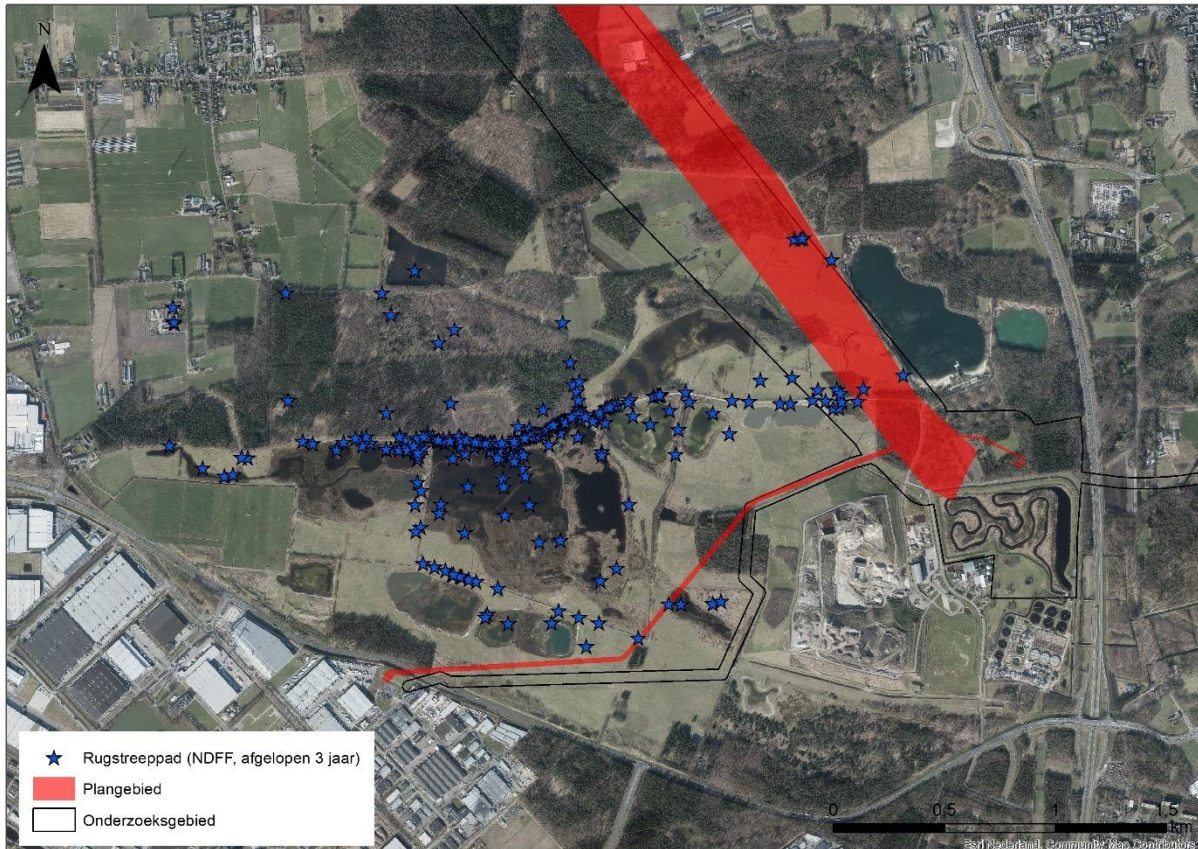 N
Rugstreeppad (NDFF, afgelopen 3 jaar)
Plangebied
Onderzoeksgebied
0 0.5 1 1.5
km
Esri Nederland, Community Map Contributors